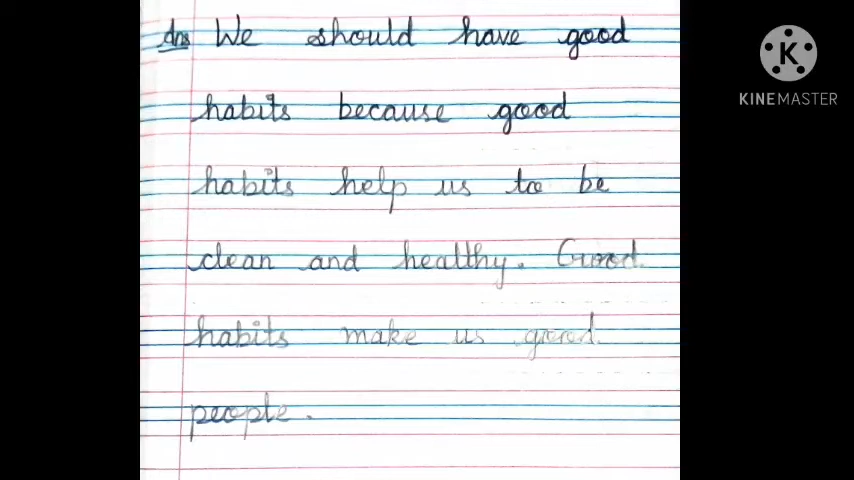 Ans We should have good
habits because good
habits help us to be
clean and healthy. Good
habits make us good
people.
K
KINEMASTER